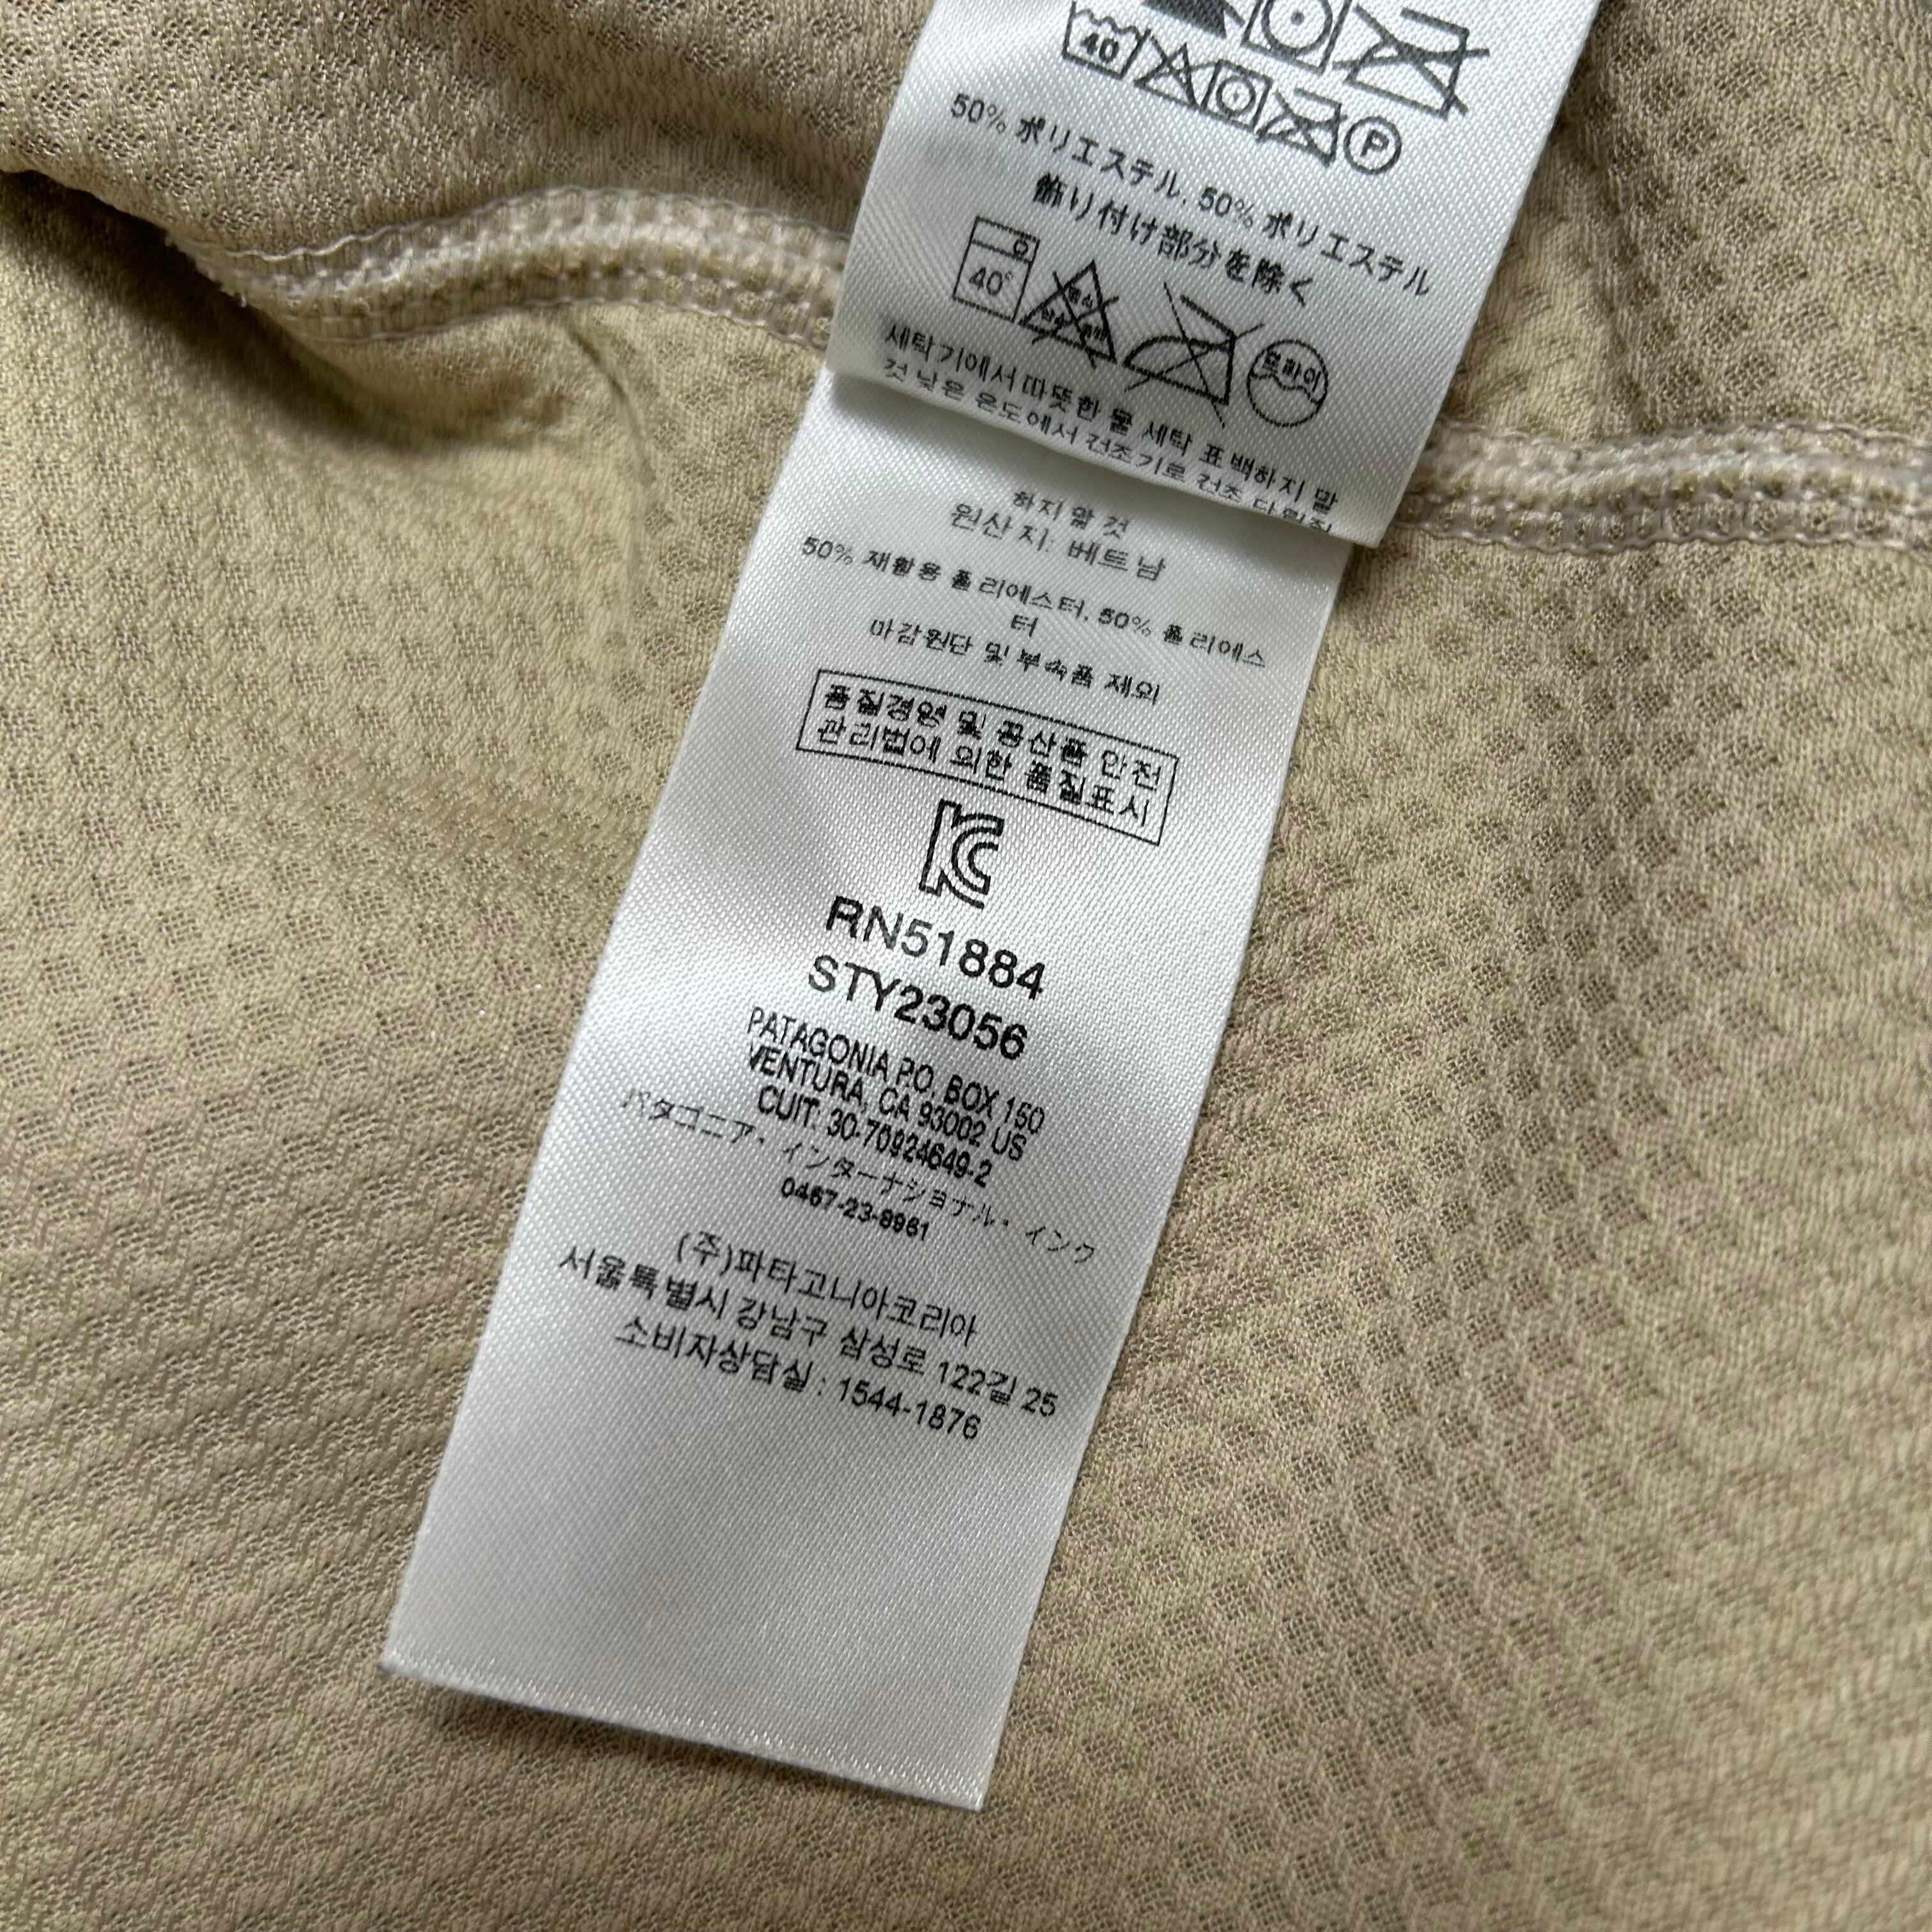 40
P
50% ポリエステル, 50% ポリエステル
飾り付け部分を除く
40°
드라이
세탁기에서 따뜻한 물 세탁 표백하지 말
것 낮은 온도에서 건조기로 건조
하지 말 것
원산지: 베트남
50% 재활용 폴리에스터, 50% 폴리에스
터
마감원단 및 부속품 제외
품질경영 및 공산품 안전
관리법에 의한 품질표시
RN51884
STY23056
PATAGONIA P.O. BOX 150
VENTURA, CA 93002 US
CUIT: 30-70924649-2
パタゴニア・インターナショナル・インク
0467-23-8961
(주)파타고니아코리아
서울특별시 강남구 삼성로 122길 25
소비자상담실 : 1544-1876